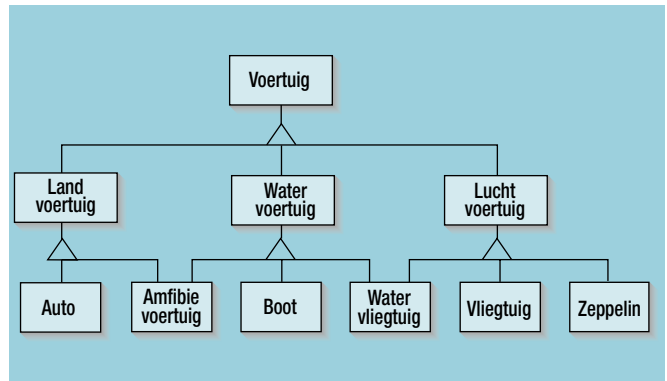 Voertuig
Land
voertuig
Water
voertuig
Lucht
voertuig
Auto
Amfibie
voertuig
Boot
Water
vliegtuig
Vliegtuig
Zeppelin